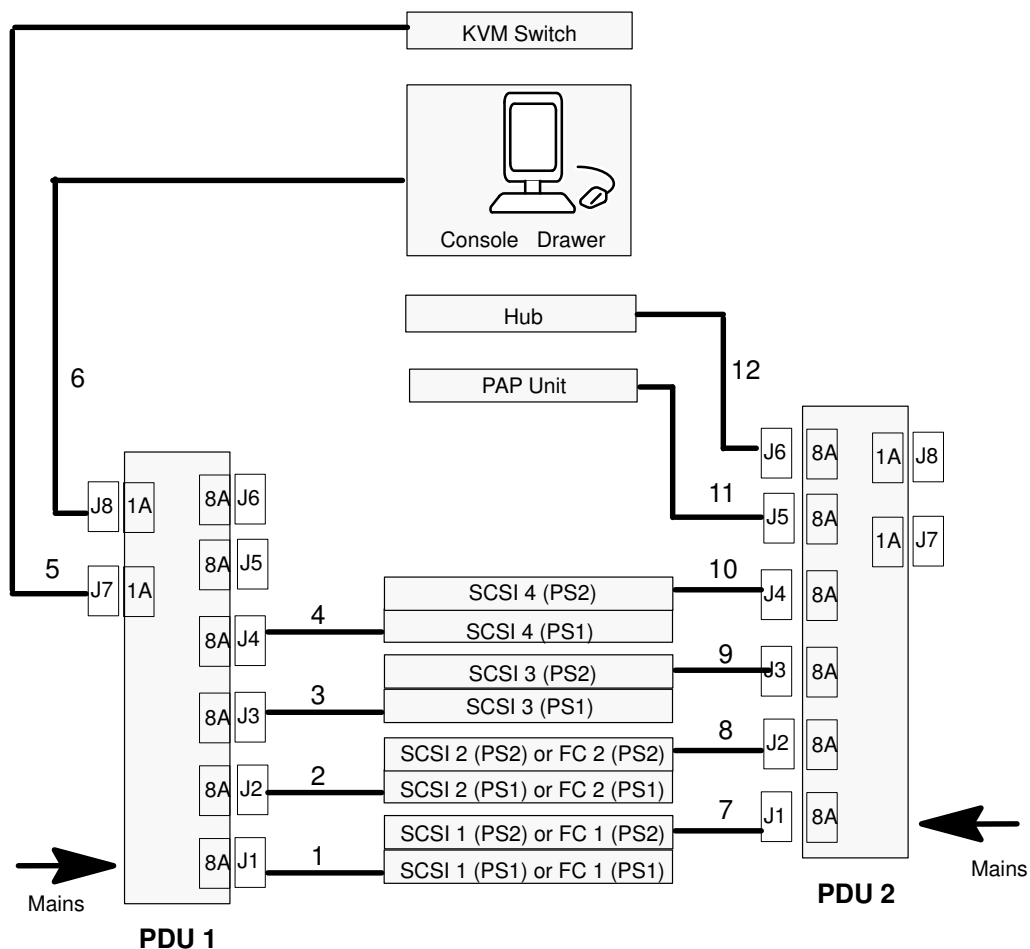 KVM Switch
Console Drawer
Hub
PAP Unit
6
12
J8 1A
8A J6
J6 8A
1A J8
11
J5 8A
1A J7
5
J7 1A
8A J5
4
SCSI 4 (PS2)
10
J4 8A
8A J4
SCSI 4 (PS1)
SCSI 3 (PS2)
9
J3 8A
3
8A J3
SCSI 3 (PS1)
8
SCSI 2 (PS2) or FC 2 (PS2)
J2 8A
2
8A J2
SCSI 2 (PS1) or FC 2 (PS1)
7
SCSI 1 (PS2) or FC 1 (PS2)
J1 8A
1
8A J1
SCSI 1 (PS1) or FC 1 (PS1)
Mains
Mains
PDU 2
PDU 1